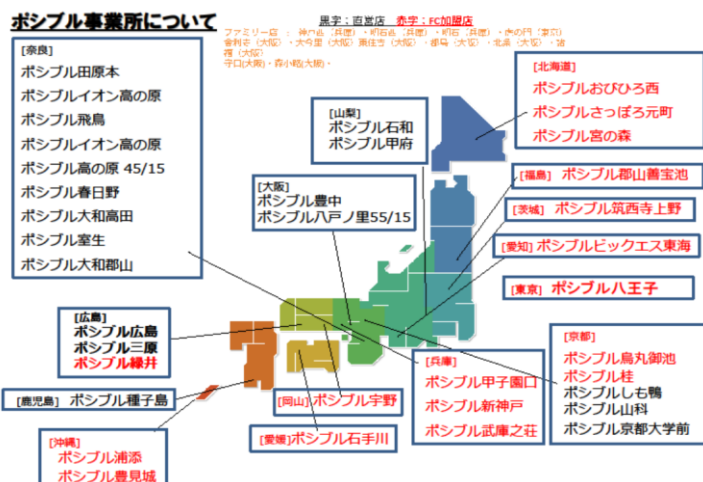 ポシブル事業所について
黒字；直営店 赤字；FC加盟店
ファミリー店 ： 神戸
守口(大阪)・森小路(大阪)・
[奈良]
ポシブル田原本
ポシブルイオン高の原
ポシブル飛鳥
ポシブルイオン高の原
ポシブル高の原 45/15
ポシブル春日野
ポシブル大和高田
ポシブル室生
ポシブル大和郡山
[山梨]
ポシブル石和
ポシブル甲府
[北海道]
ポシブルおびひろ西
ポシブルさっぽろ元町
ポシブル宮の森
[大阪]
ポシブル豊中
ポシブル八戸ノ里55/15
[福島] ポシブル郡山善宝池
[茨城] ポシブル筑西寺上野
[愛知] ポシブルビックエス東海
[東京] ポシブル八王子
[広島]
ポシブル広島
ポシブル三原
ポシブル緑井
[鹿児島] ポシブル種子島
[沖縄]
ポシブル浦添
ポシブル豊見城
[岡山] ポシブル宇野
[愛媛] ポシブル石手川
[兵庫]
ポシブル甲子園口
ポシブル新神戸
ポシブル武庫之荘
[京都]
ポシブル烏丸御池
ポシブル桂
ポシブルしも鴨
ポシブル山科
ポシブル京都大学前